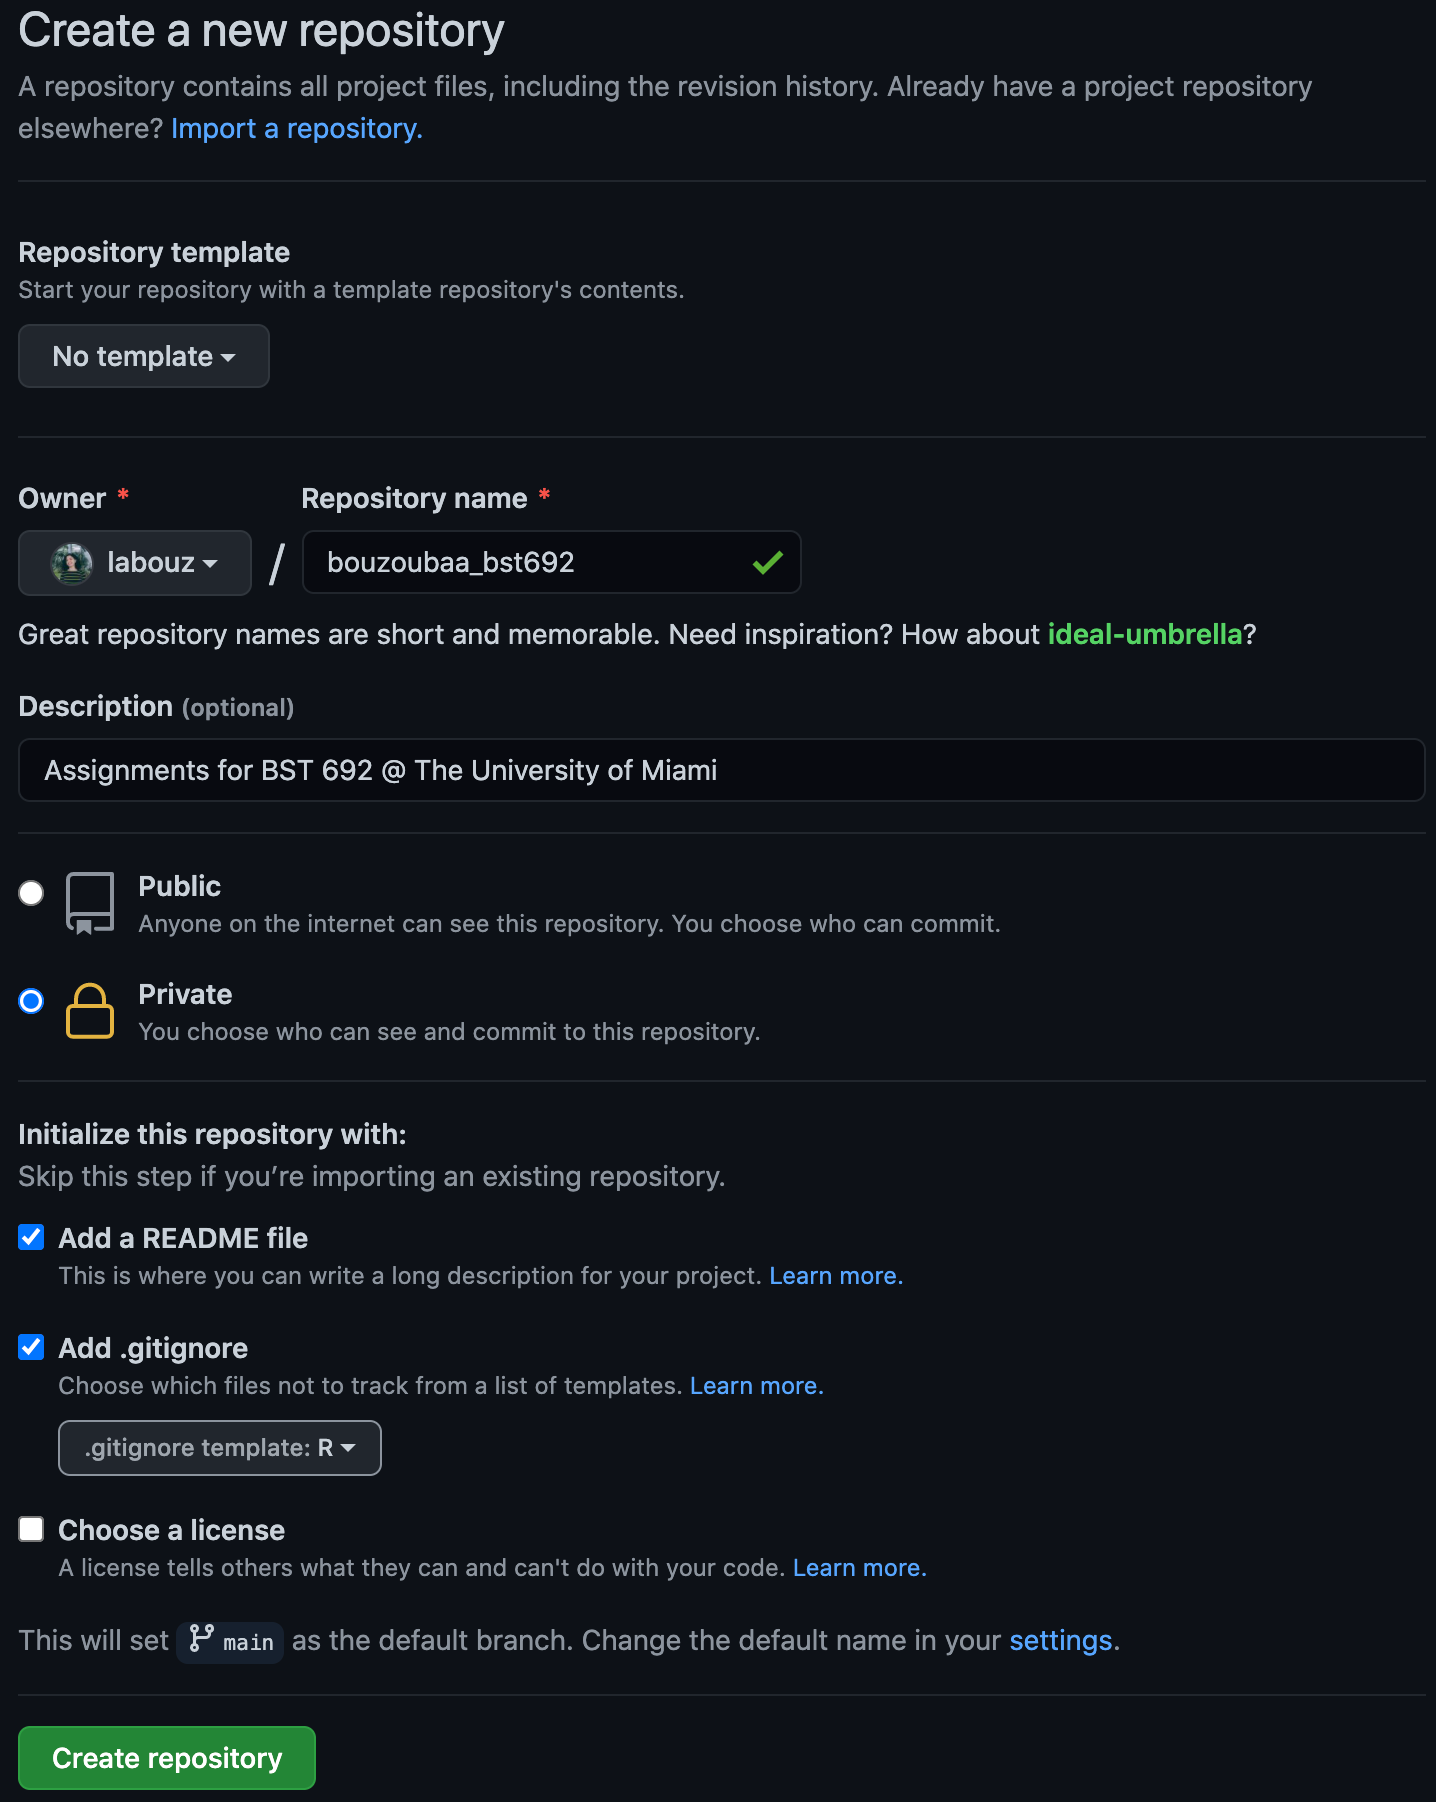 Create a new repository
A repository contains all project files, including the revision history. Already have a project repository
elsewhere? Import a repository.
Repository template
Start your repository with a template repository's contents.
No template
Owner *
Repository name *
labouz
/
bouzoubaa_bst692
Great repository names are short and memorable. Need inspiration? How about ideal-umbrella?
Description (optional)
Assignments for BST 692 @ The University of Miami
Public
Anyone on the internet can see this repository. You choose who can commit.
Private
You choose who can see and commit to this repository.
Initialize this repository with:
Skip this step if you’re importing an existing repository.
Add a README file
This is where you can write a long description for your project. Learn more.
Add .gitignore
Choose which files not to track from a list of templates. Learn more.
.gitignore template: R
Choose a license
A license tells others what they can and can't do with your code. Learn more.
This will set main as the default branch. Change the default name in your settings.
Create repository